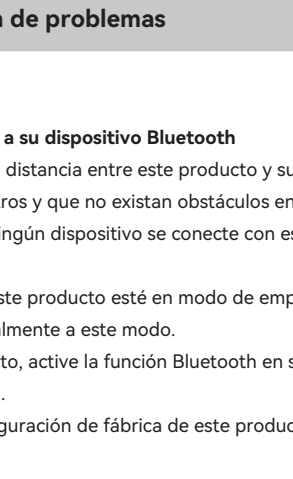 n de problemas
a su dispositivo Bluetooth
distancia entre este producto y su
ros y que no existan obstáculos en
ingún dispositivo se conecte con es
ste producto esté en modo de emp
almente a este modo.
to, active la función Bluetooth en s
.
guración de fábrica de este produc